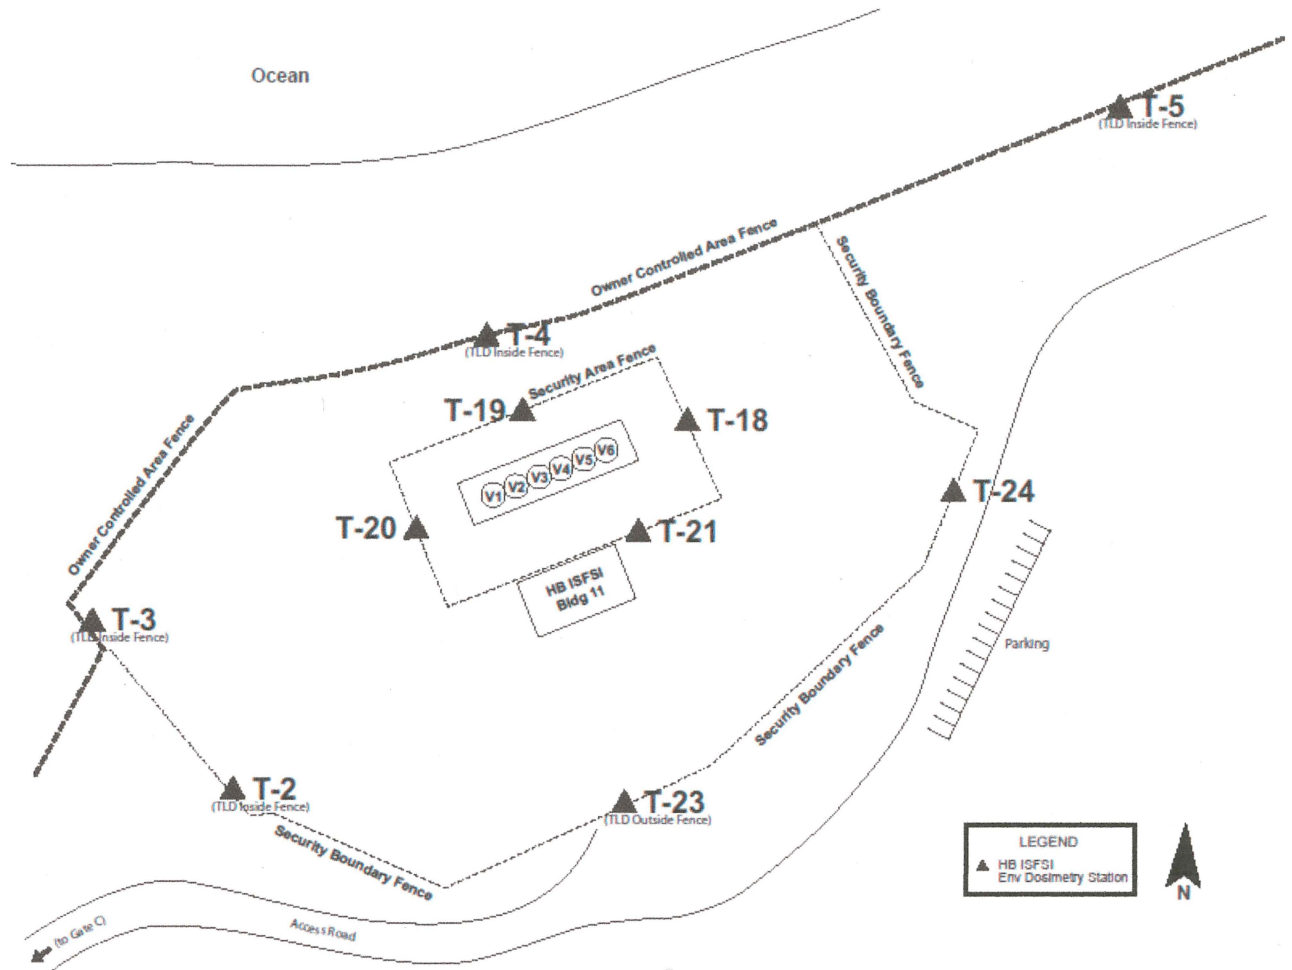 Ocean
T-5
(TLD Inside Fence)
Owner Controlled Area Fence
Security Boundary Fence
T-4
(TLD Inside Fence)
Security Area Fence
T-19
T-18
Owner Controlled Area Fence
V1
V2
V3
V4
V5
V6
T-24
T-20
T-21
HB ISFSI
Bldg 11
T-3
(TLD Inside Fence)
Security Boundary Fence
Parking
T-2
(TLD Inside Fence)
T-23
(TLD Outside Fence)
Security Boundary Fence
LEGEND
HB ISFSI
Env Dosimetry Station
N
Access Road
(to Gate C)